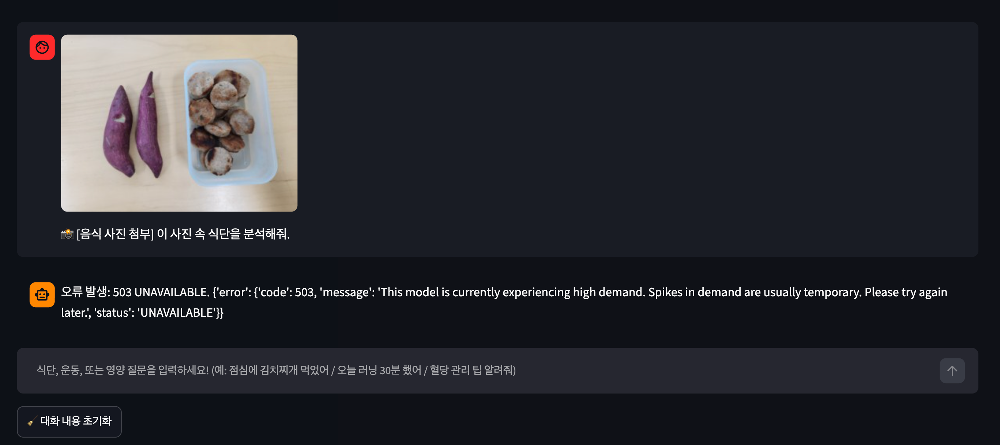 📸 [음식 사진 첨부] 이 사진 속 식단을 분석해줘.
오류 발생: 503 UNAVAILABLE. {'error': {'code': 503, 'message': 'This model is currently experiencing high demand. Spikes in demand are usually temporary. Please try again
later.', 'status': 'UNAVAILABLE'}}
식단, 운동, 또는 영양 질문을 입력하세요! (예: 점심에 김치찌개 먹었어 / 오늘 러닝 30분 했어 / 혈당 관리 팁 알려줘)
🧹 대화 내용 초기화